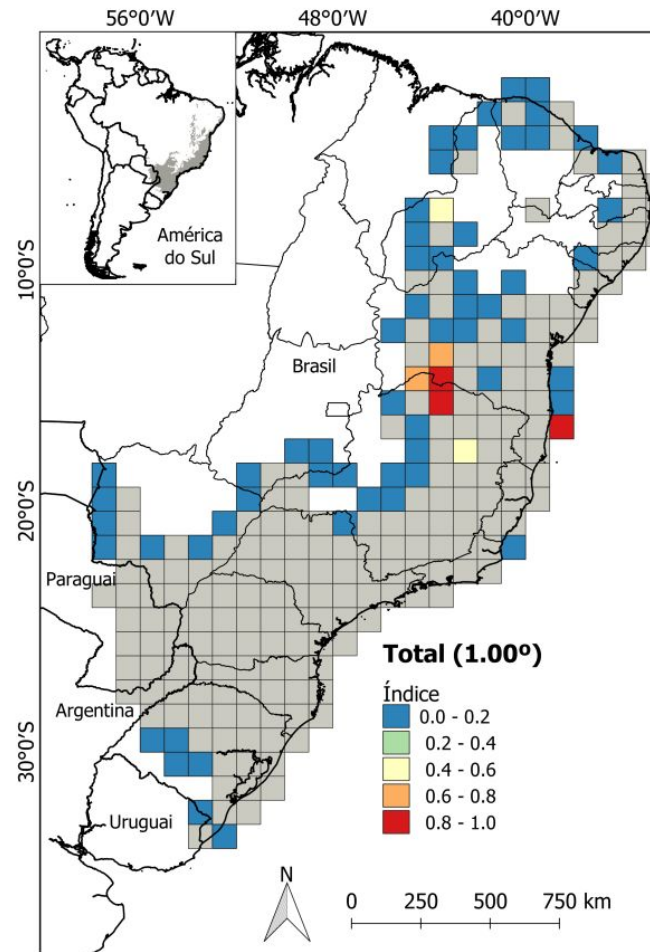 56°0'W 48°0'W 40°0'W
América
do Sul
10°0'S
Brasil
20°0'S
Paraguai
Total (1.00º)
Índice
Argentina
0.0 - 0.2
0.2 - 0.4
30°0'S
0.4 - 0.6
0.6 - 0.8
Uruguai
0.8 - 1.0
N
0 250 500 750 km